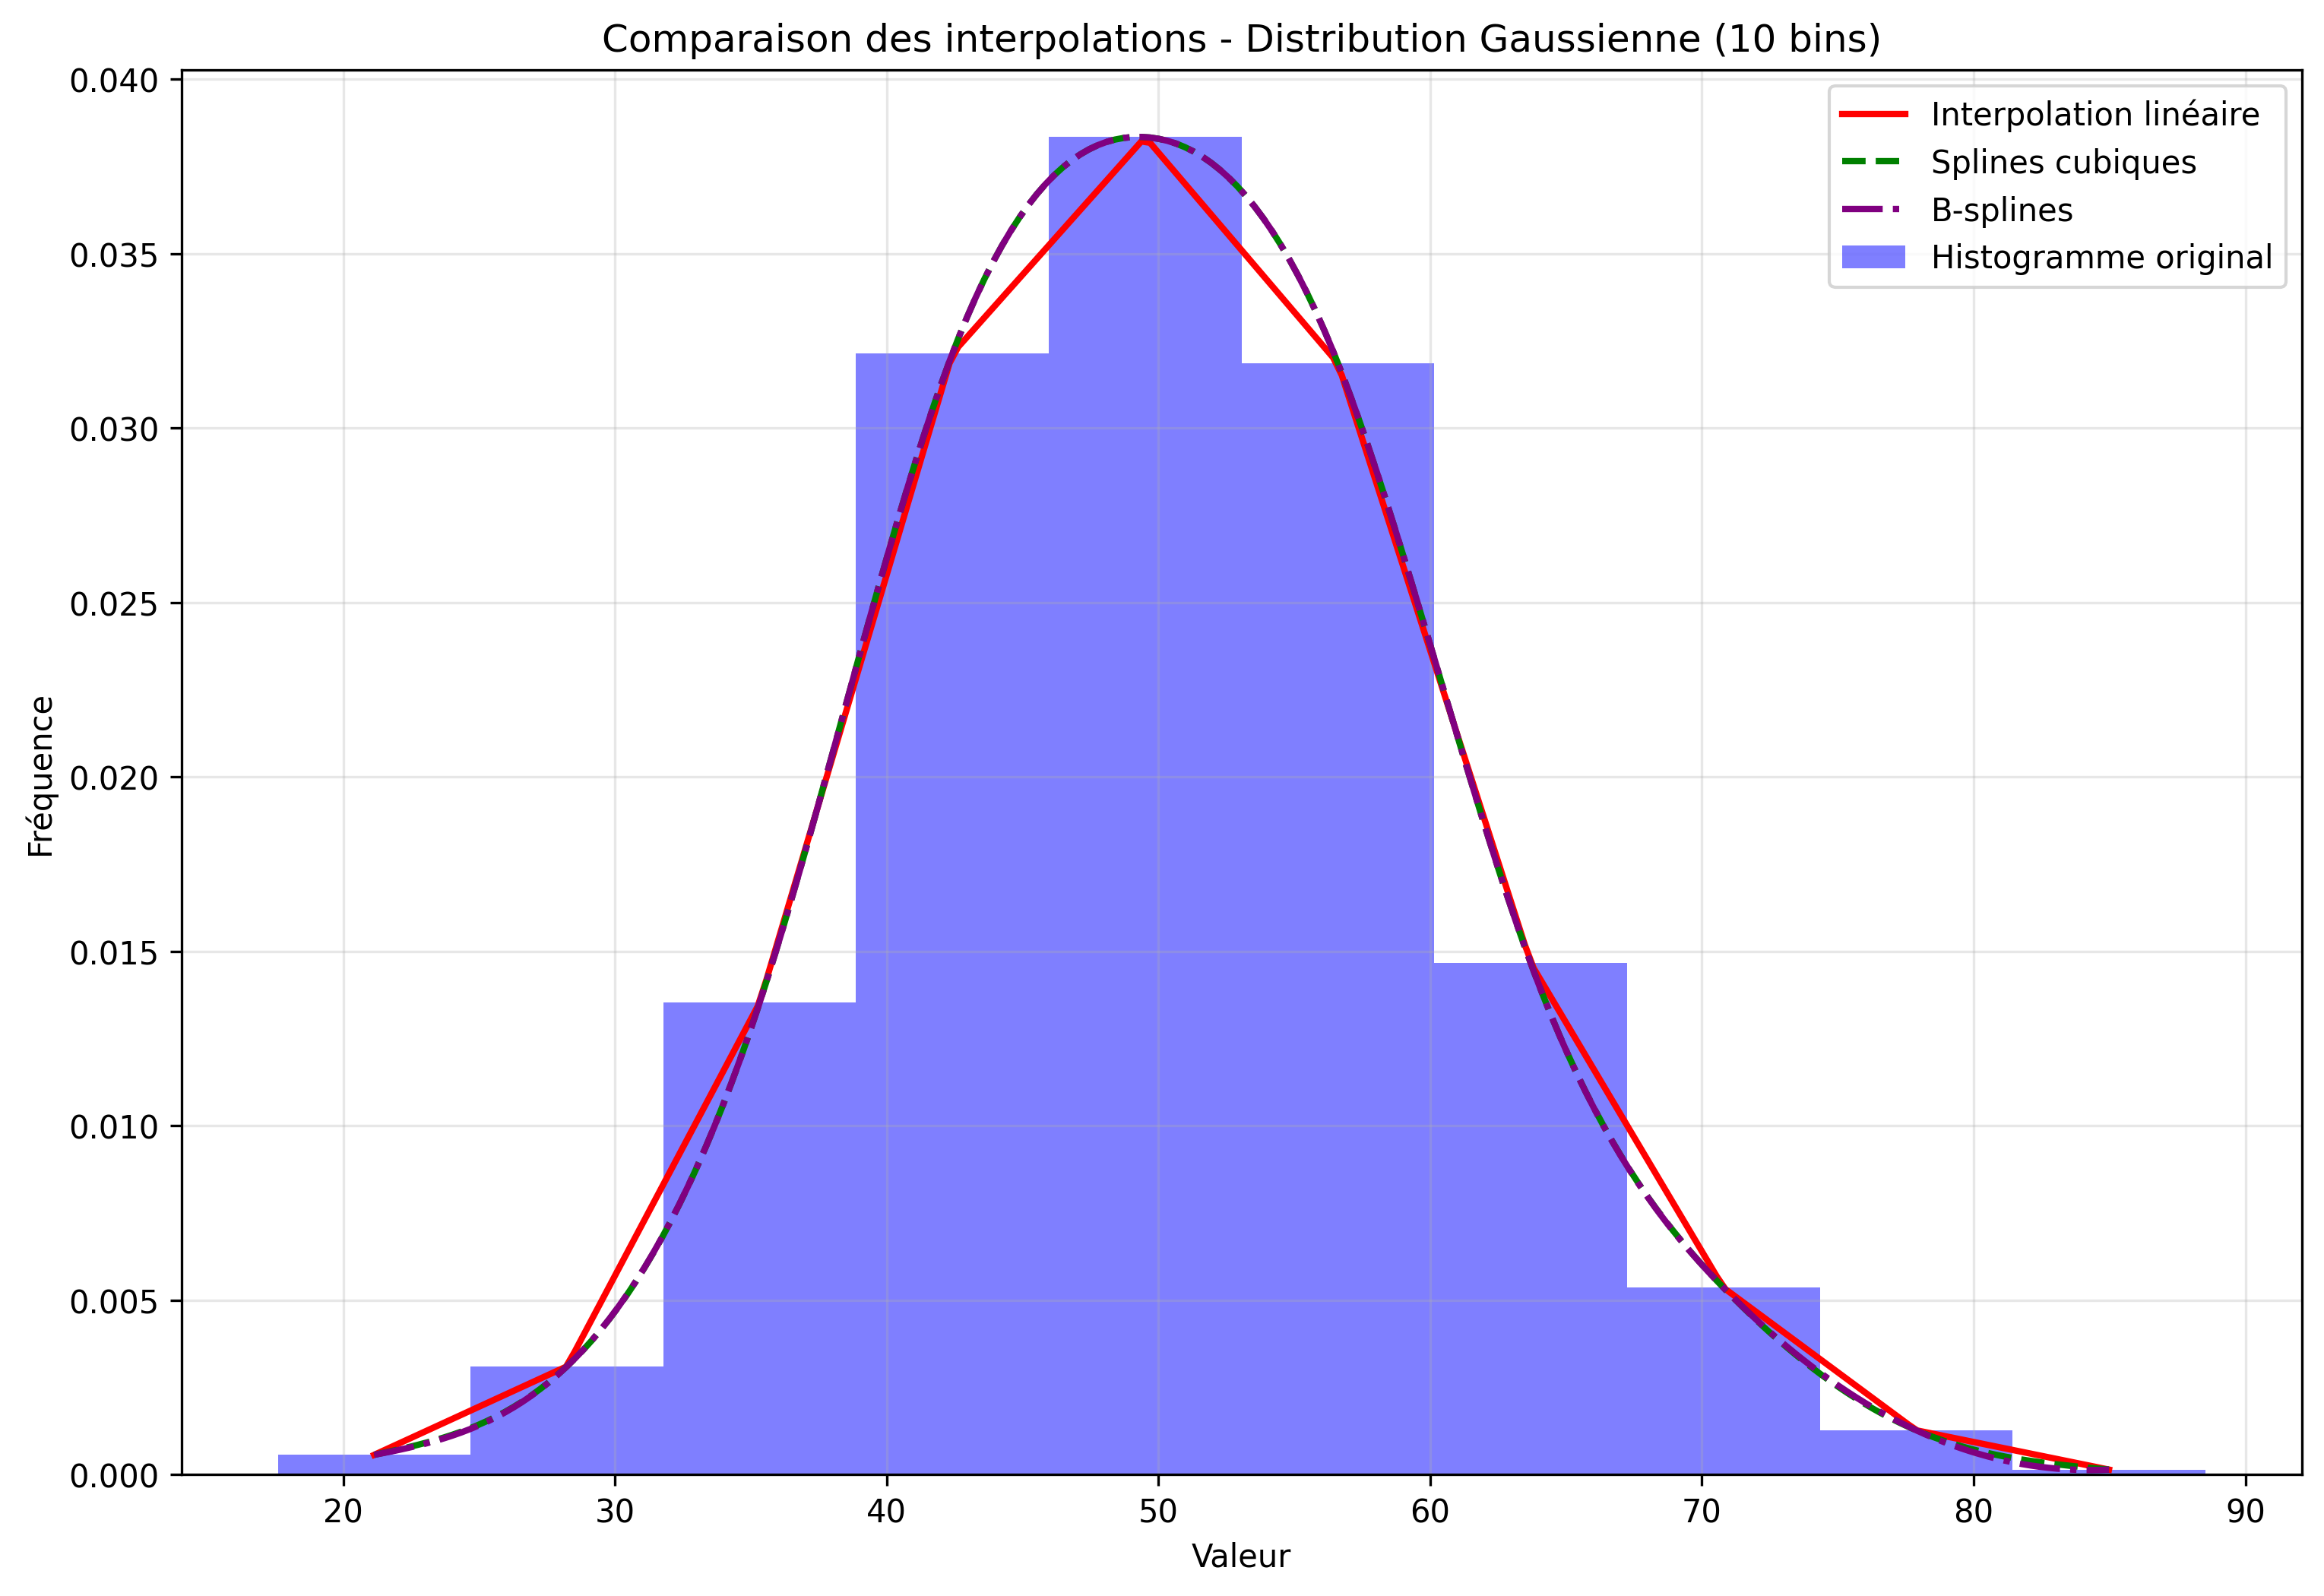 Comparaison des interpolations - Distribution Gaussienne (10 bins)
Interpolation linéaire
Splines cubiques
B-splines
Histogramme original
Fréquence
0.040
0.035
0.030
0.025
0.020
0.015
0.010
0.005
0.000
20 30 40 50 60 70 80 90
Valeur